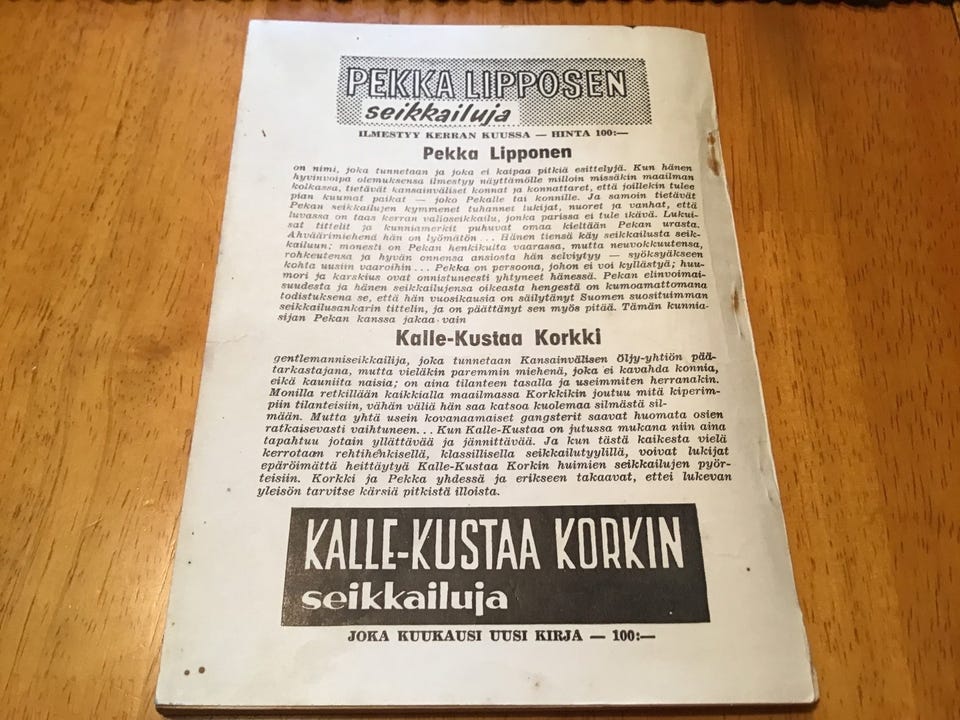 PEKKA LIPPOSEN
seikkailuja
ILMESTYY KERRAN KUUSSA — HINTA 100:—
Pekka Lipponen
on nimi, joka tunnetaan ja joka ei kaipaa pitkiä esittelyjä. Kun hänen
hyvinvoipa olemuksensa ilmestyy näyttämölle milloin missäkin maailman
kolkassa, tietävät kansainväliset konnat ja konnattaret, että joillekin tulee
pian kuumat paikat — joko Pekalle tai konnille. Ja samoin tietävät
Pekan seikkailujen kymmenet tuhannet lukijat, nuoret ja vanhat, että
luvassa on taas kerran valioseikkailu, jonka parissa ei tule ikävä. Lukui-
sat tittelit ja kunniamerkit puhuvat omaa kieltään Pekan urasta.
Ahväärimiehenä hän on lyömätön... Hänen tiensä käy seikkailusta seik-
kailuun; monesti on Pekan henkikulta vaarassa, mutta neuvokkuutensa,
rohkeutensa ja hyvän onnensa ansiosta hän selviytyy — syöksyäkseen
kohta uusiin vaaroihin... Pekka on persoona, johon ei voi kyllästyä; huu-
mori ja karskius ovat onnistuneesti yhtyneet hänessä. Pekan elinvoimai-
suudesta ja hänen seikkailujensa oikeasta hengestä on kumoamattomana
todistuksena se, että hän vuosikausia on säilyttänyt Suomen suosituimman
seikkailusankarin tittelin, ja on päättänyt sen myös pitää. Tämän kunnia-
sijan Pekan kanssa jakaa vain
Kalle-Kustaa Korkki
gentlemanniseikkailija, joka tunnetaan Kansainvälisen Öljy-yhtiön pää-
tarkastajana, mutta vieläkin paremmin miehenä, joka ei kavahda konnia,
eikä kauniita naisia; on aina tilanteen tasalla ja useimmiten herranakin.
Monilla retkillään kaikkialla maailmassa Korkkikin joutuu mitä kiperim-
piin tilanteisiin, vähän väliä hän saa katsoa kuolemaa silmästä sil-
mään. Mutta yhtä usein kovanaamaiset gangsterit saavat huomata osien
ratkaisevasti vaihtuneen... Kun Kalle-Kustaa on jutussa mukana niin aina
tapahtuu jotain yllättävää ja jännittävää. Ja kun tästä kaikesta vielä
kerrotaan rehtihenkisellä, klassillisella seikkailutyylillä, voivat lukijat
epäröimättä heittäytyä Kalle-Kustaa Korkin huimien seikkailujen pyör-
teisiin. Korkki ja Pekka yhdessä ja erikseen takaavat, ettei lukevan
yleisön tarvitse kärsiä pitkistä illoista.
KALLE-KUSTAA KORKIN
seikkailuja
JOKA KUUKAUSI UUSI KIRJA — 100:—